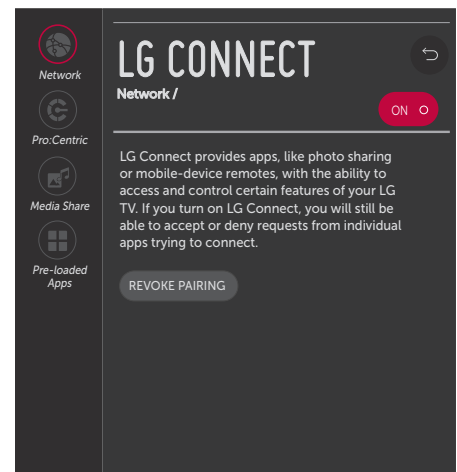 Network
Pro:Centric
Media Share
Pre-loaded
Apps
LG CONNECT
Network /
ON
LG Connect provides apps, like photo sharing
or mobile-device remotes, with the ability to
access and control certain features of your LG
TV. If you turn on LG Connect, you will still be
able to accept or deny requests from individual
apps trying to connect.
REVOKE PAIRING